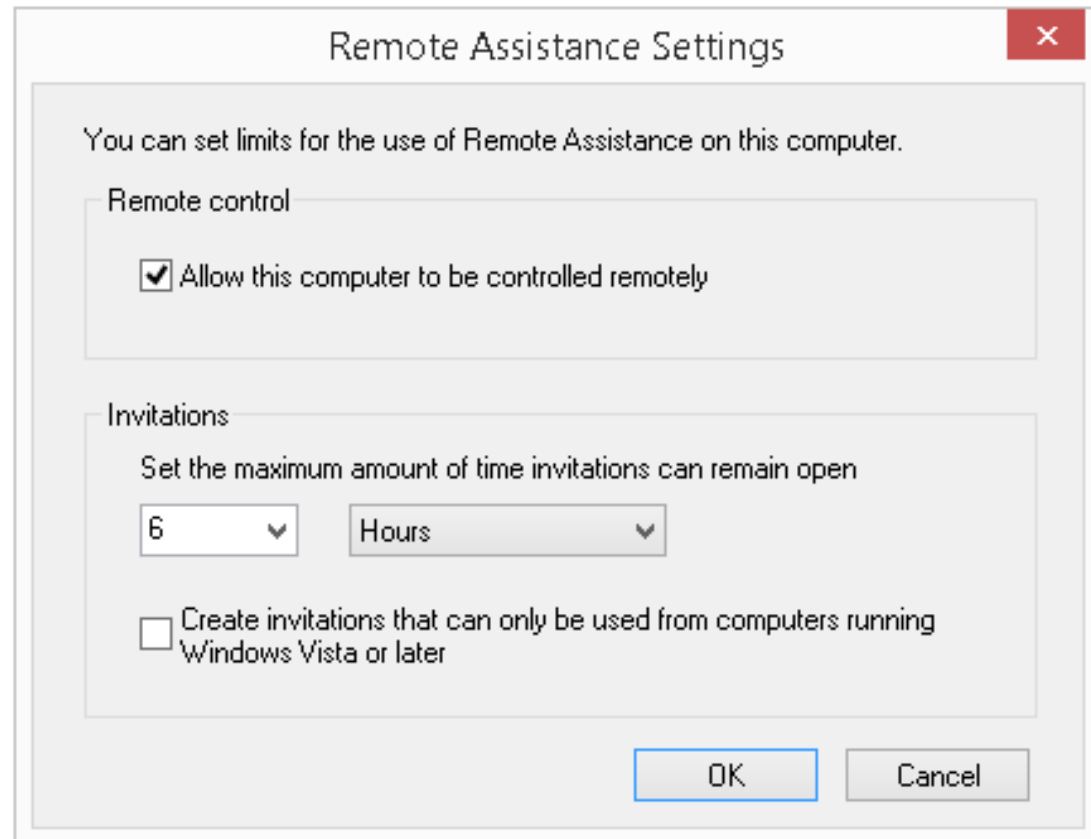 Remote Assistance Settings
You can set limits for the use of Remote Assistance on this computer.
Remote control
Allow this computer to be controlled remotely
Invitations
Set the maximum amount of time invitations can remain open
6 Hours
Create invitations that can only be used from computers running
Windows Vista or later
OK Cancel